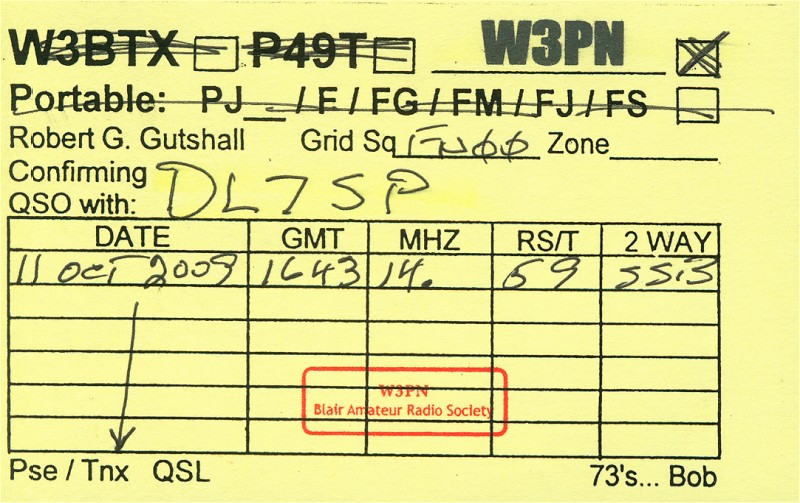 W3BTX P49T W3PN
Portable: PJ__ / E / FG / FM / FJ / FS
Robert G. Gutshall Grid Sq FN00 Zone
Confirming
QSO with: DL7SP
DATE GMT MHZ RS/T 2 WAY
11 OCT 2009 1643 14. 59 SSB
W3PN
Blair Amateur Radio Society
Pse / Tnx QSL 73's... Bob